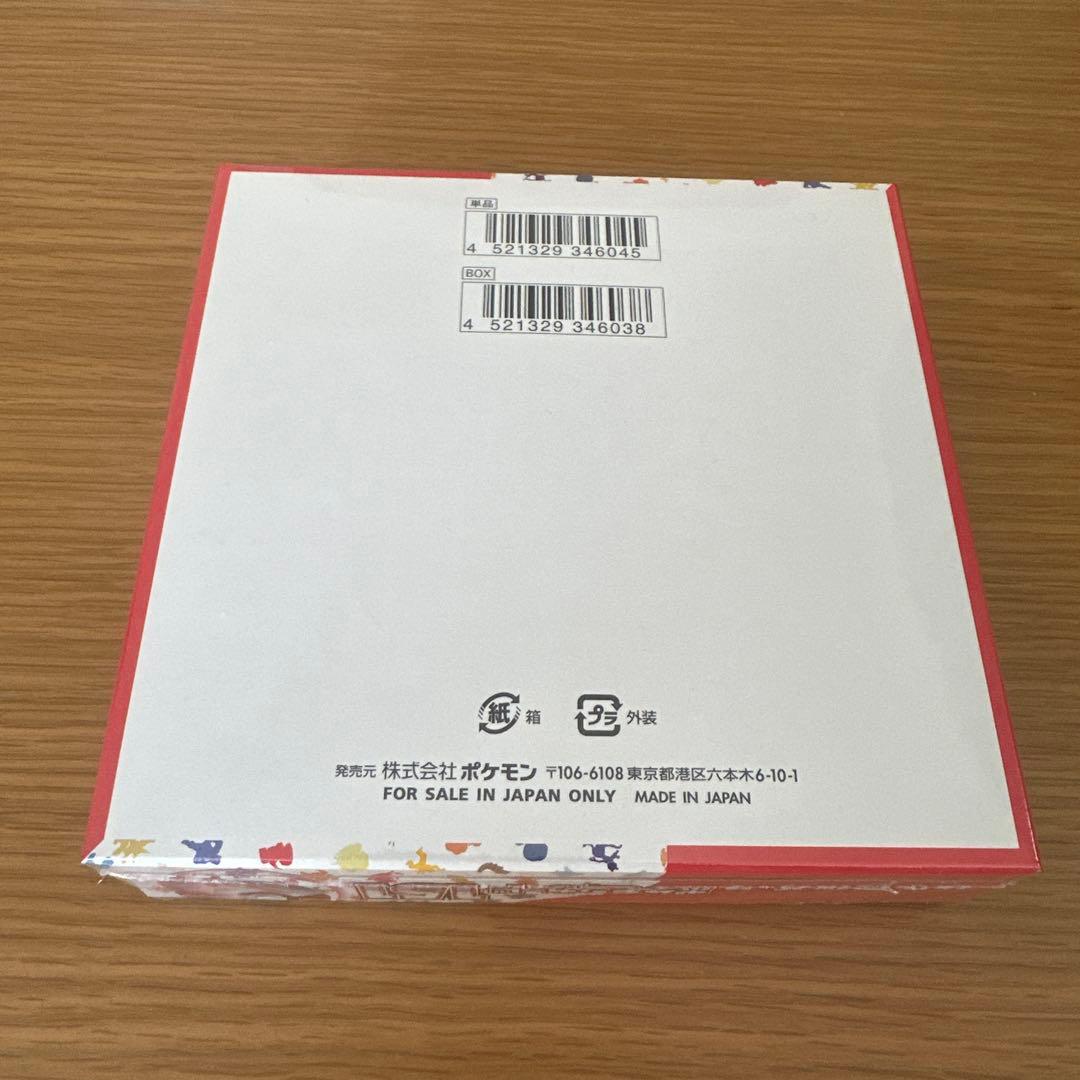 単品
4 521329 346045
BOX
4 521329 346038
紙 箱 プラ 外装
発売元 株式会社ポケモン 〒106-6108 東京都港区六本木6-10-1
FOR SALE IN JAPAN ONLY MADE IN JAPAN